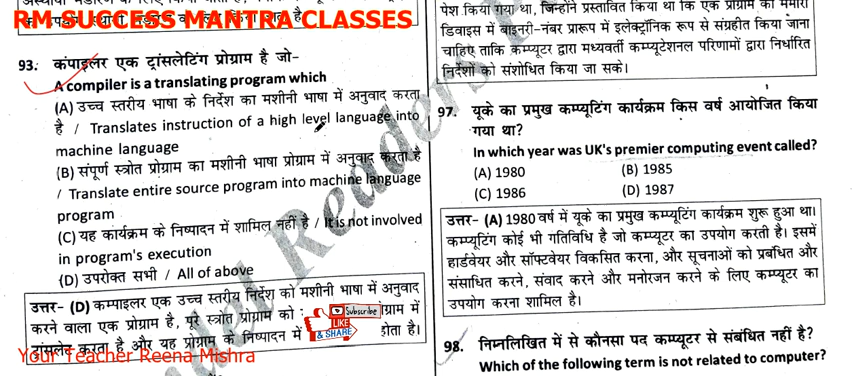 RM SUCCESS MANTRA CLASSES
93. कंपाइलर एक ट्रांसलेटिंग प्रोग्राम है जो-
A compiler is a translating program which
(A) उच्च स्तरीय भाषा के निर्देश का मशीनी भाषा में अनुवाद करता
है / Translates instruction of a high level language into
machine language
(B) संपूर्ण स्त्रोत प्रोग्राम का मशीनी भाषा प्रोग्राम में अनुवाद करता है
/ Translate entire source program into machine language
program
(C) यह कार्यक्रम के निष्पादन में शामिल नहीं है / It is not involved
in program's execution
(D) उपरोक्त सभी / All of above
उत्तर- (D) कम्पाइलर एक उच्च स्तरीय निर्देश को मशीनी भाषा में अनुवाद
करने वाला एक प्रोग्राम है, पूरे स्त्रोत प्रोग्राम को
ट्रांसलेट करता है और यह प्रोग्राम के निष्पादन में होता है।
Subscribe
LIKE
& SHARE
Your Teacher Reena Mishra
पेश किया गया था, जिन्होंने प्रस्तावित किया था कि एक प्रोग्राम को मेमोरी
डिवाइस में बाइनरी-नंबर प्रारूप में इलेक्ट्रॉनिक रूप से संग्रहीत किया जाना
चाहिए ताकि कम्प्यूटर द्वारा मध्यवर्ती कम्प्यूटेशनल परिणामों द्वारा निर्धारित
निर्देशों को संशोधित किया जा सके।
97. यूके का प्रमुख कम्प्यूटिंग कार्यक्रम किस वर्ष आयोजित किया
गया था?
In which year was UK's premier computing event called?
(A) 1980 (B) 1985
(C) 1986 (D) 1987
उत्तर- (A) 1980 वर्ष में यूके का प्रमुख कम्प्यूटिंग कार्यक्रम शुरू हुआ था।
कम्प्यूटिंग कोई भी गतिविधि है जो कम्प्यूटर का उपयोग करती है। इसमें
हार्डवेयर और सॉफ्टवेयर विकसित करना, और सूचनाओं को प्रबंधित और
संसाधित करने, संवाद करने और मनोरजन करने के लिए कम्प्यूटर का
उपयोग करना शामिल है।
98. निम्नलिखित में से कौनसा पद कम्प्यूटर से संबंधित नहीं है?
Which of the following term is not related to computer?